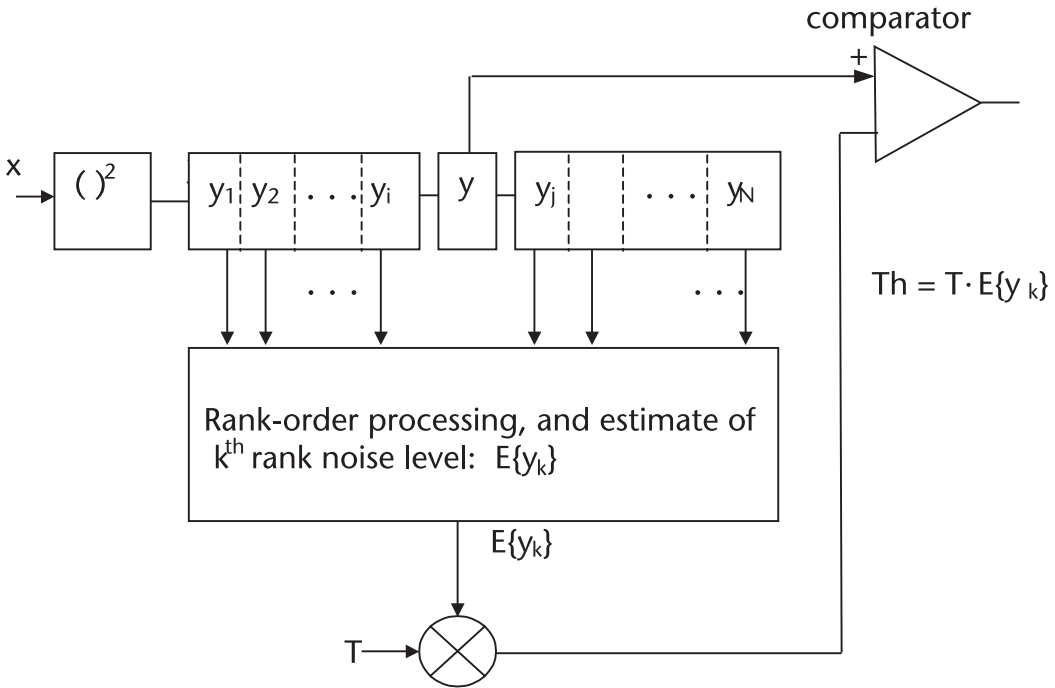 comparator
+
x
( )²
y₁ y₂ . . . yᵢ
y
yⱼ . . . y_N
. . .
. . .
Th = T · E{y ₖ}
Rank-order processing, and estimate of
kᵗʰ rank noise level: E{yₖ}
E{yₖ}
T